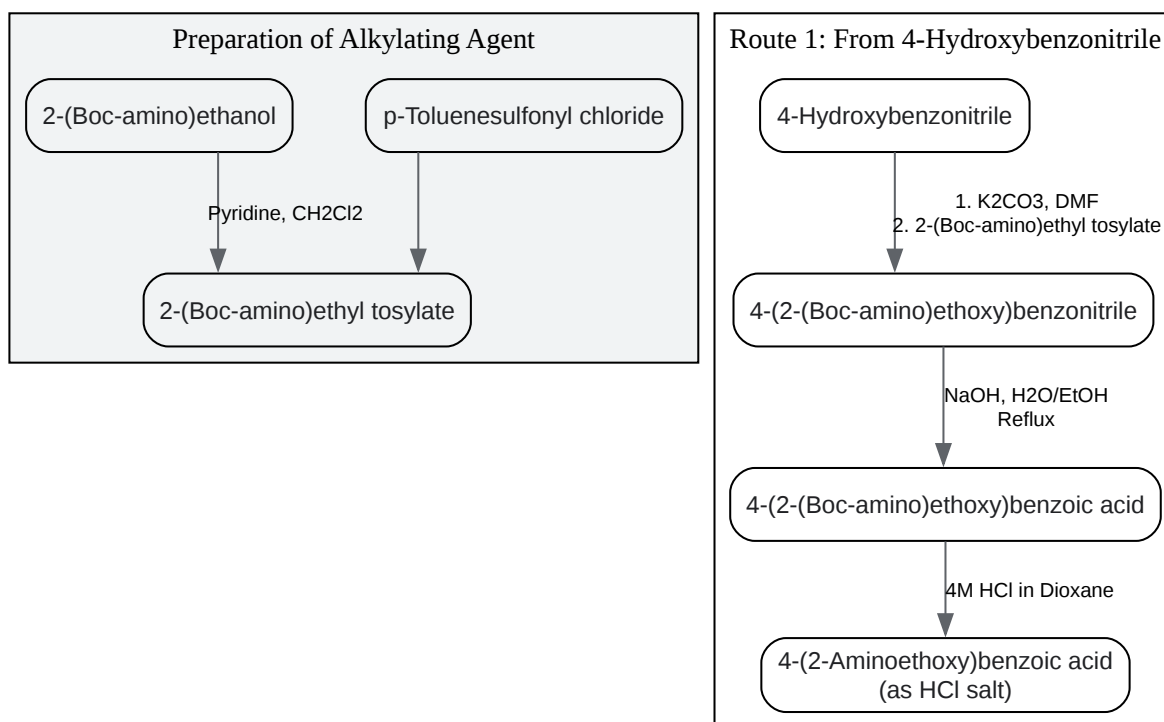 Preparation of Alkylating Agent
2-(Boc-amino)ethanol
p-Toluenesulfonyl chloride
Pyridine, CH2Cl2
2-(Boc-amino)ethyl tosylate
Route 1: From 4-Hydroxybenzonitrile
4-Hydroxybenzonitrile
1. K2CO3, DMF
2. 2-(Boc-amino)ethyl tosylate
4-(2-(Boc-amino)ethoxy)benzonitrile
NaOH, H2O/EtOH
Reflux
4-(2-(Boc-amino)ethoxy)benzoic acid
4M HCl in Dioxane
4-(2-Aminoethoxy)benzoic acid
(as HCl salt)